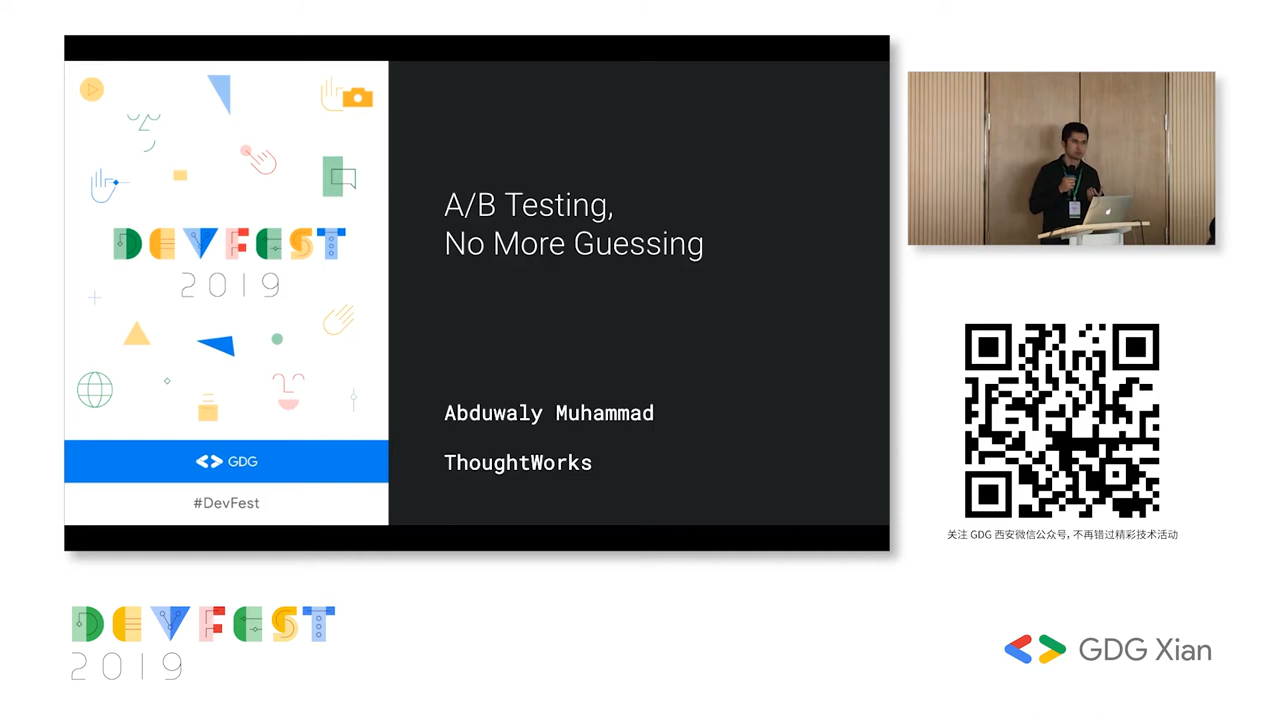 DEVFEST
2019
GDG
#DevFest
A/B Testing,
No More Guessing
Abduwaly Muhammad
ThoughtWorks
关注 GDG 西安微信公众号, 不再错过精彩技术活动
DEVFEST
2019
GDG Xian